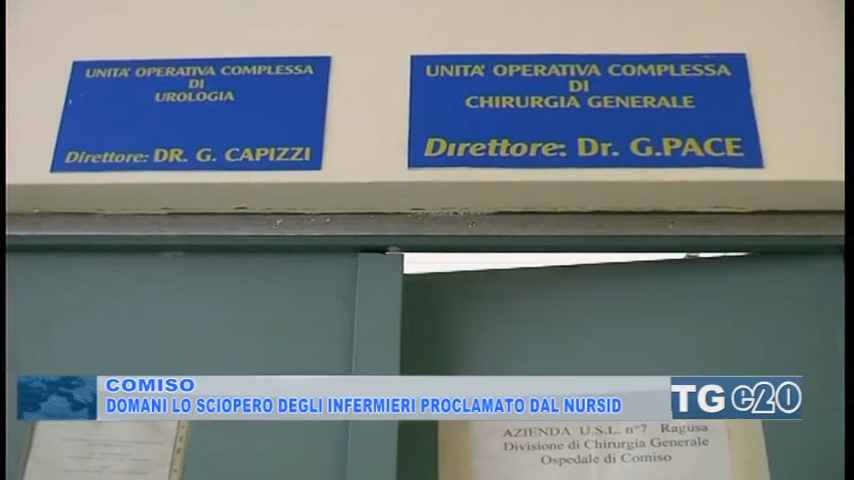 UNITA' OPERATIVA COMPLESSA
DI
UROLOGIA
Direttore: DR. G. CAPIZZI
UNITA' OPERATIVA COMPLESSA
DI
CHIRURGIA GENERALE
Direttore: Dr. G.PACE
COMISO
DOMANI LO SCIOPERO DEGLI INFERMIERI PROCLAMATO DAL NURSID
TG e20
AZIENDA U.S.L. n°7 Ragusa
Divisione di Chirurgia Generale
Ospedale di Comiso